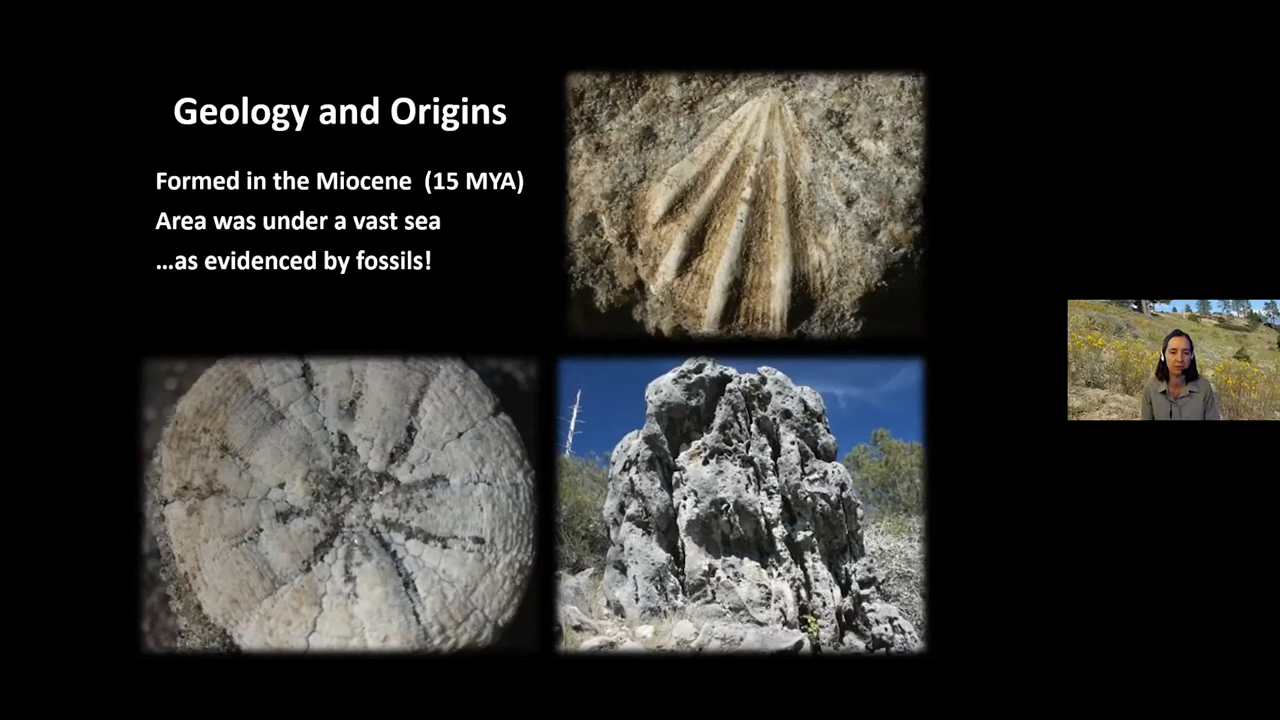 Geology and Origins
Formed in the Miocene (15 MYA)
Area was under a vast sea
...as evidenced by fossils!